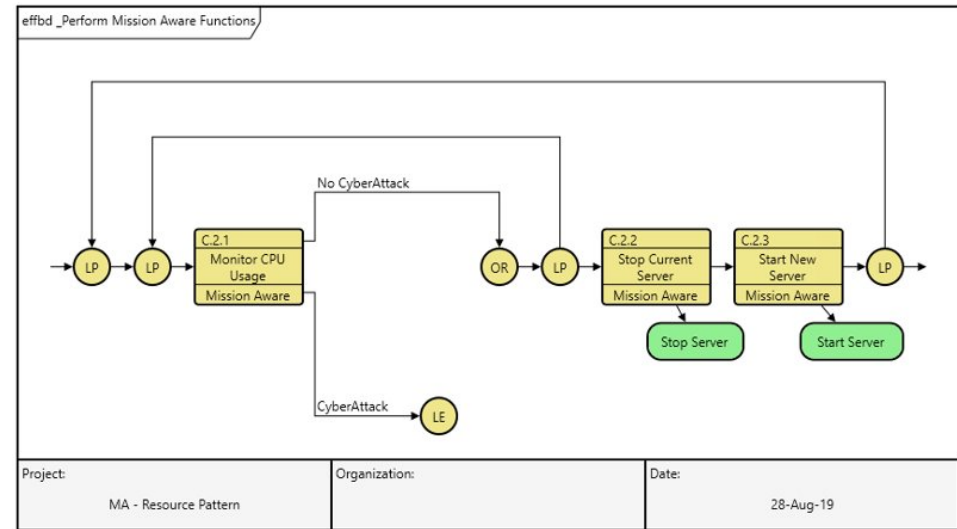 effbd _Perform Mission Aware Functions
No CyberAttack
LP
LP
C.2.1
Monitor CPU
Usage
Mission Aware
OR
LP
C.2.2
Stop Current
Server
Mission Aware
C.2.3
Start New
Server
Mission Aware
LP
Stop Server
Start Server
CyberAttack
LE
Project:
MA - Resource Pattern
Organization:
Date:
28-Aug-19